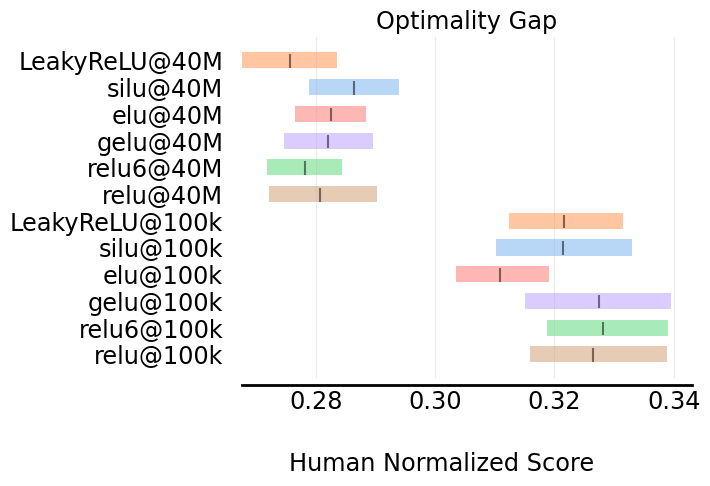 Optimality Gap
LeakyReLU@40M
silu@40M
elu@40M
gelu@40M
relu6@40M
relu@40M
LeakyReLU@100k
silu@100k
elu@100k
gelu@100k
relu6@100k
relu@100k
0.28 0.30 0.32 0.34
Human Normalized Score